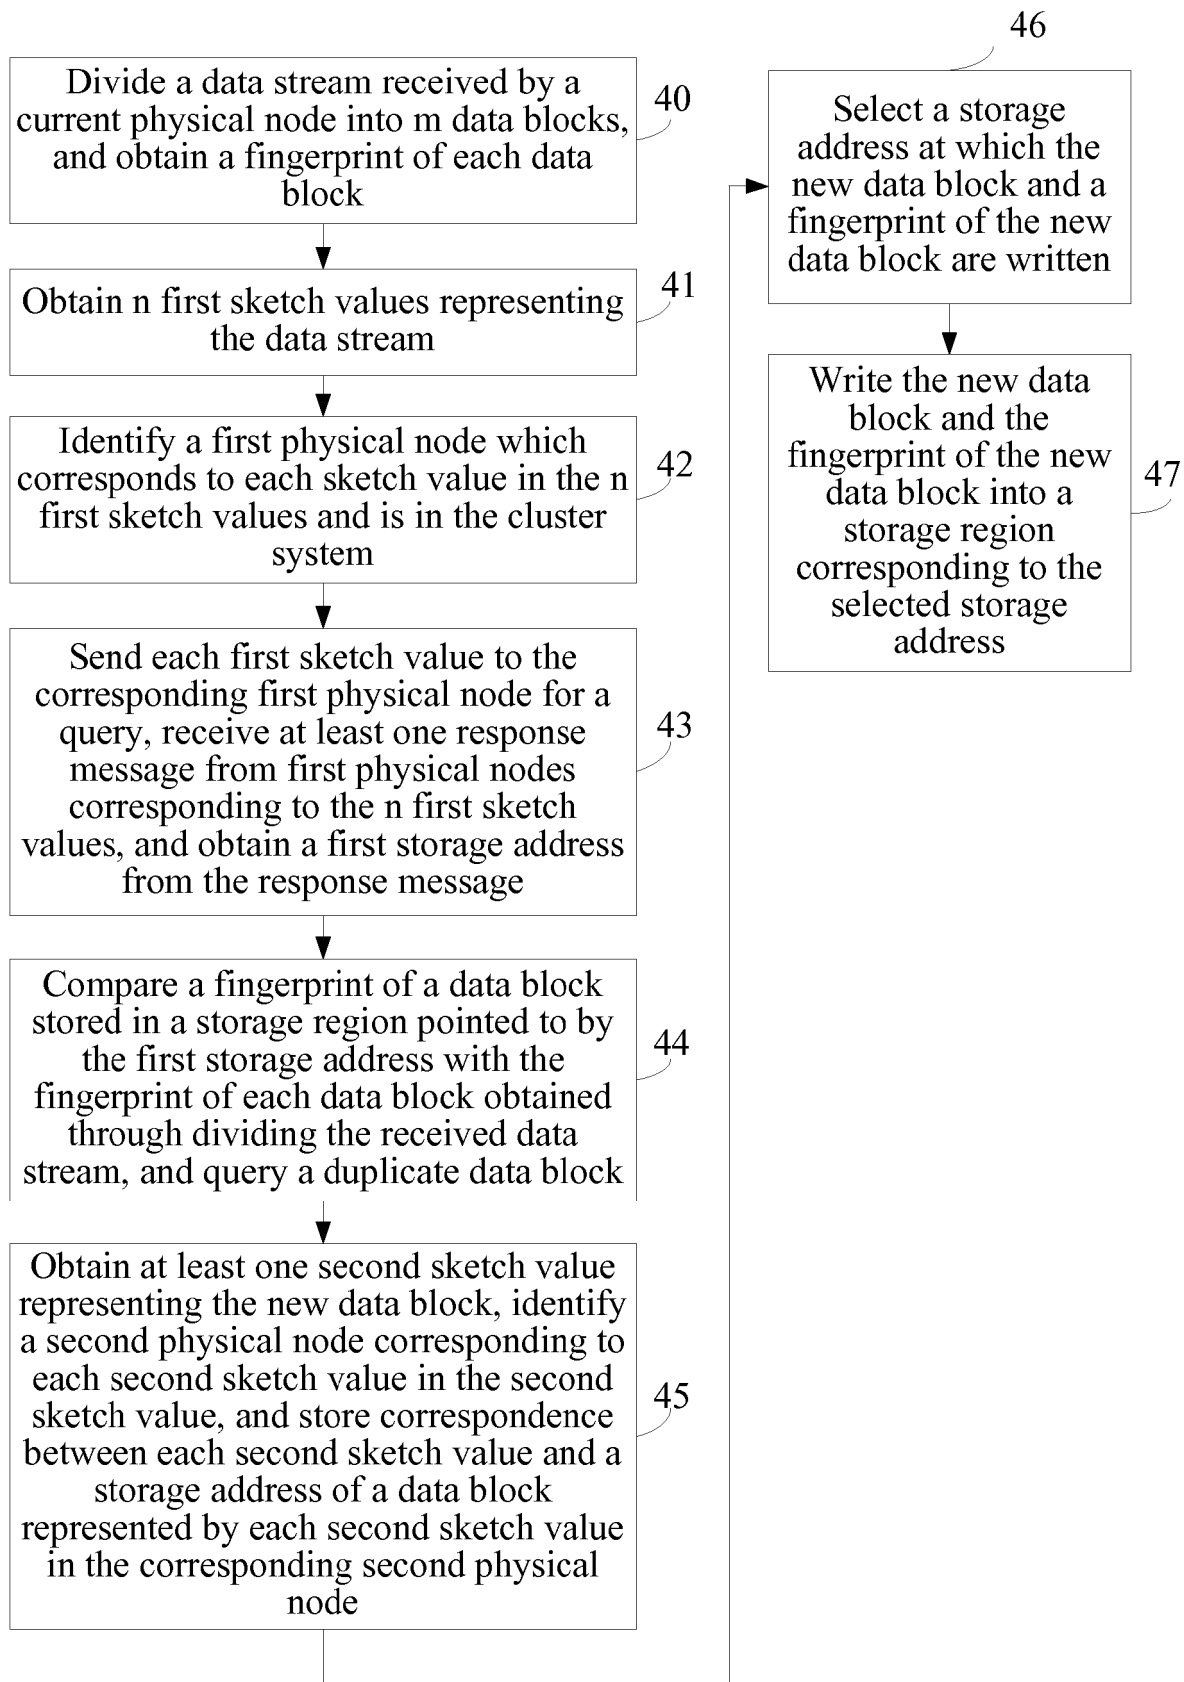 Divide a data stream received by a
current physical node into m data blocks,
and obtain a fingerprint of each data
block
40
Obtain n first sketch values representing
the data stream
41
Identify a first physical node which
corresponds to each sketch value in the n
first sketch values and is in the cluster
system
42
Send each first sketch value to the
corresponding first physical node for a
query, receive at least one response
message from first physical nodes
corresponding to the n first sketch
values, and obtain a first storage address
from the response message
43
Compare a fingerprint of a data block
stored in a storage region pointed to by
the first storage address with the
fingerprint of each data block obtained
through dividing the received data
stream, and query a duplicate data block
44
Obtain at least one second sketch value
representing the new data block, identify
a second physical node corresponding to
each second sketch value in the second
sketch value, and store correspondence
between each second sketch value and a
storage address of a data block
represented by each second sketch value
in the corresponding second physical
node
45
46
Select a storage
address at which the
new data block and a
fingerprint of the new
data block are written
Write the new data
block and the
fingerprint of the new
data block into a
storage region
corresponding to the
selected storage
address
47